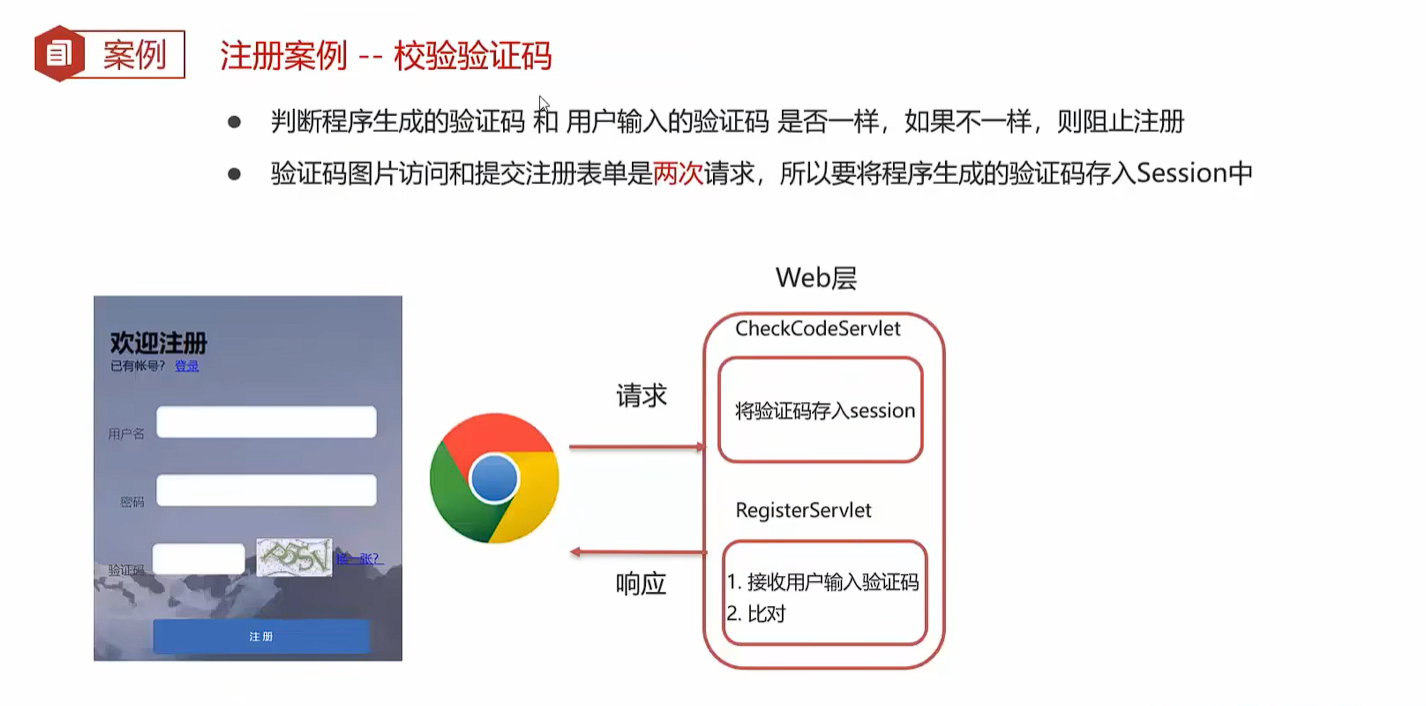 案例
注册案例 -- 校验验证码
● 判断程序生成的验证码 和 用户输入的验证码 是否一样，如果不一样，则阻止注册
● 验证码图片访问和提交注册表单是两次请求，所以要将程序生成的验证码存入Session中
欢迎注册
已有帐号？ 登录
用户名
密码
验证码
换一张？
注册
请求
响应
Web层
CheckCodeServlet
将验证码存入session
RegisterServlet
1. 接收用户输入验证码
2. 比对